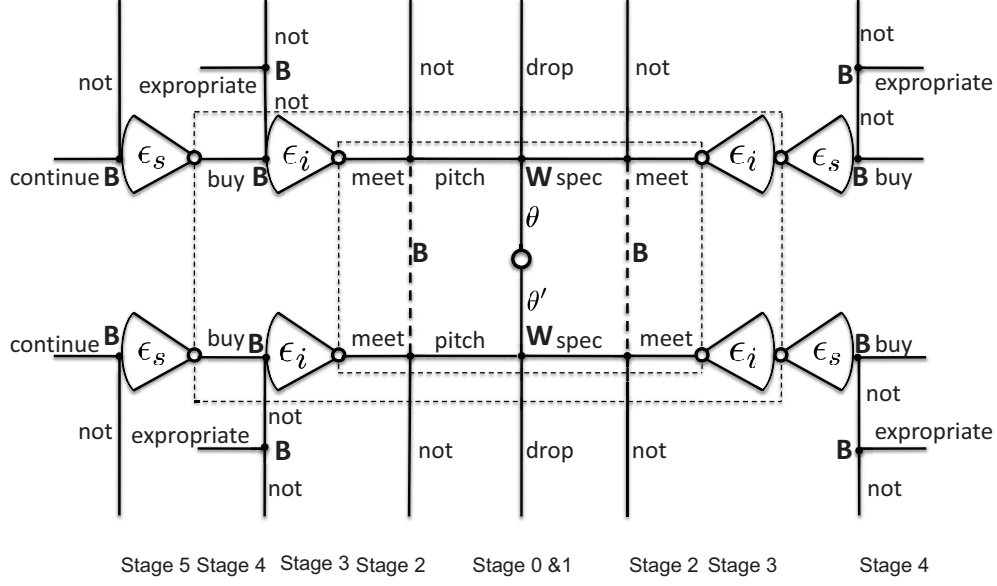 not not not drop not not
expropriate B B expropriate
not not
ϵs ϵi ϵi ϵs
continue B buy B meet pitch W spec meet B buy
θ
B B
θ′
continue B buy B meet pitch W spec meet B buy
ϵs ϵi ϵi ϵs
not not
not expropriate B not drop not B expropriate
not not
Stage 5 Stage 4 Stage 3 Stage 2 Stage 0 &1 Stage 2 Stage 3 Stage 4